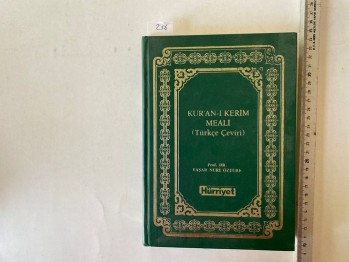 KUR'AN-I KERİM
MEALİ
(Türkçe Çeviri)
Prof. DR.
YAŞAR NURİ ÖZTÜRK
Hürriyet